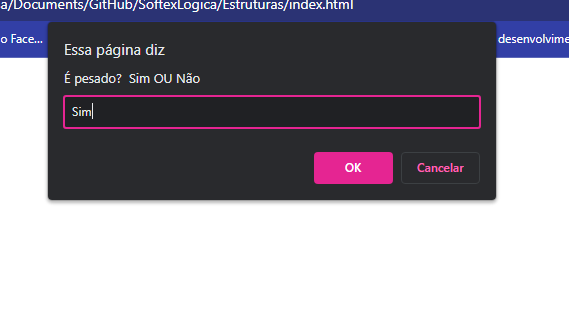 a/Documents/GitHub/SoftexLogica/Estruturas/index.html
o Face...
desenvolvime
Essa página diz
É pesado? Sim OU Não
Sim
OK
Cancelar